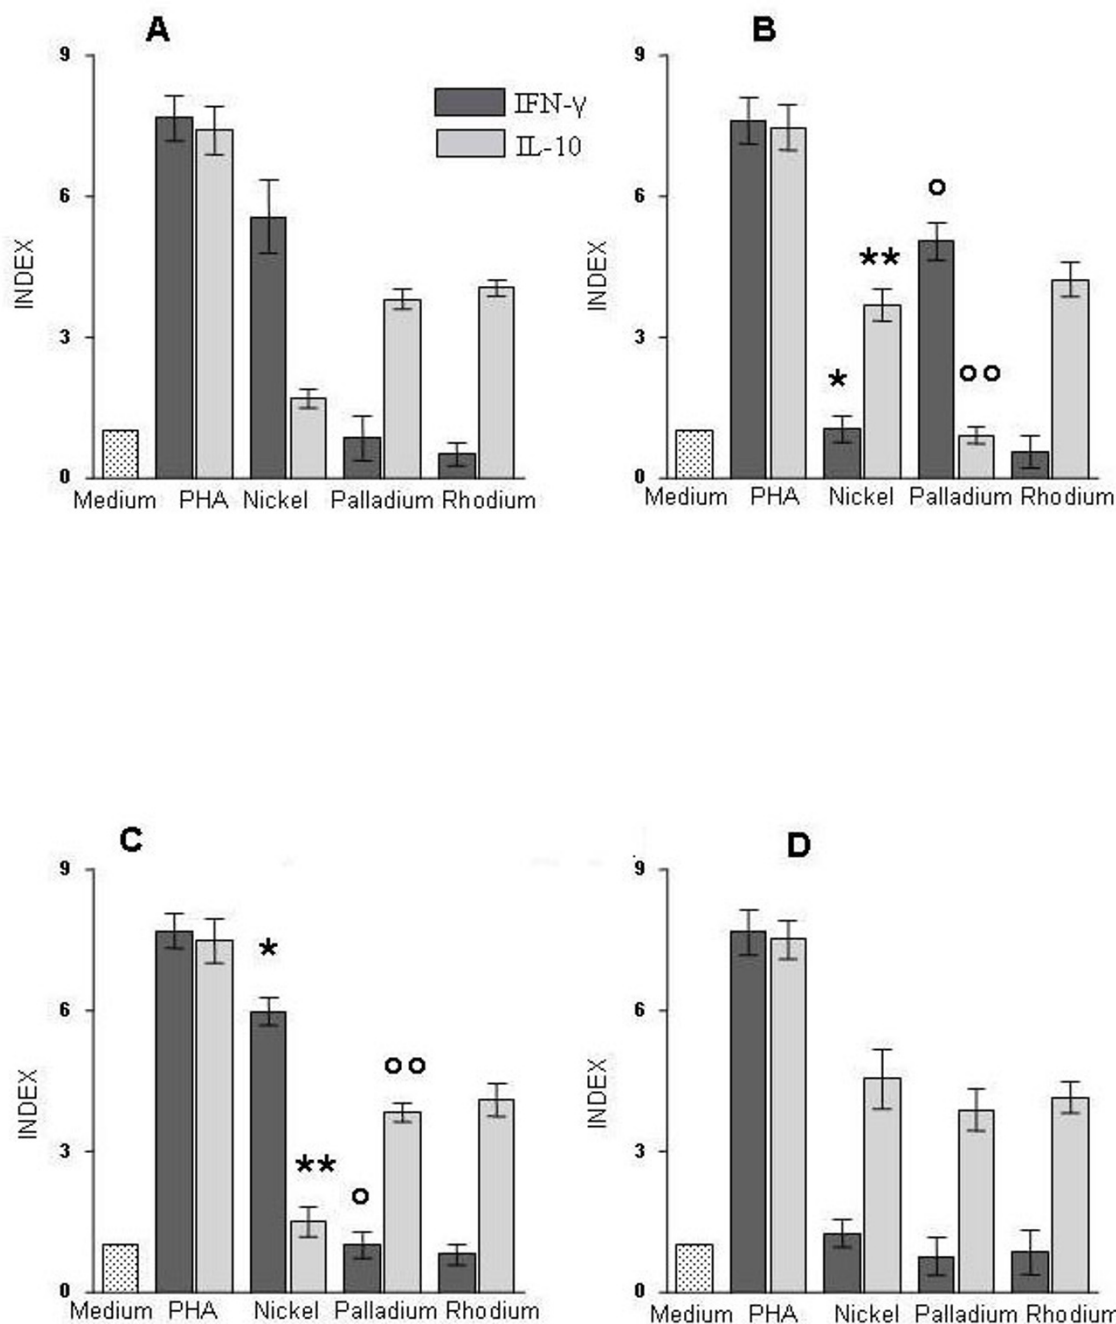 A
9
6
3
0
INDEX
IFN-γ
IL-10
Medium PHA Nickel Palladium Rhodium
B
9
6
3
0
INDEX
* ** ○ ○○
Medium PHA Nickel Palladium Rhodium
C
9
6
3
0
INDEX
* ** ○ ○○
Medium PHA Nickel Palladium Rhodium
D
9
6
3
0
INDEX
Medium PHA Nickel Palladium Rhodium